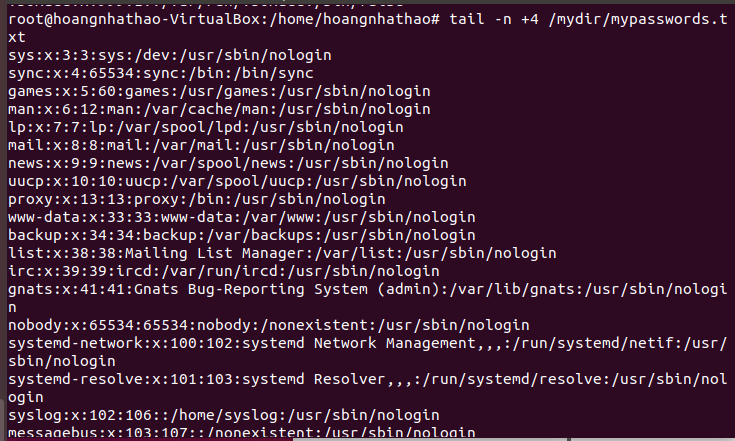 root@hoangnhathao-VirtualBox:/home/hoangnhathao# tail -n +4 /mydir/mypasswords.t
xt
sys:x:3:3:sys:/dev:/usr/sbin/nologin
sync:x:4:65534:sync:/bin:/bin/sync
games:x:5:60:games:/usr/games:/usr/sbin/nologin
man:x:6:12:man:/var/cache/man:/usr/sbin/nologin
lp:x:7:7:lp:/var/spool/lpd:/usr/sbin/nologin
mail:x:8:8:mail:/var/mail:/usr/sbin/nologin
news:x:9:9:news:/var/spool/news:/usr/sbin/nologin
uucp:x:10:10:uucp:/var/spool/uucp:/usr/sbin/nologin
proxy:x:13:13:proxy:/bin:/usr/sbin/nologin
www-data:x:33:33:www-data:/var/www:/usr/sbin/nologin
backup:x:34:34:backup:/var/backups:/usr/sbin/nologin
list:x:38:38:Mailing List Manager:/var/list:/usr/sbin/nologin
irc:x:39:39:ircd:/var/run/ircd:/usr/sbin/nologin
gnats:x:41:41:Gnats Bug-Reporting System (admin):/var/lib/gnats:/usr/sbin/nologi
n
nobody:x:65534:65534:nobody:/nonexistent:/usr/sbin/nologin
systemd-network:x:100:102:systemd Network Management,,,:/run/systemd/netif:/usr/
sbin/nologin
systemd-resolve:x:101:103:systemd Resolver,,,:/run/systemd/resolve:/usr/sbin/nol
ogin
syslog:x:102:106::/home/syslog:/usr/sbin/nologin
messagebus:x:103:107::/nonexistent:/usr/sbin/nologin